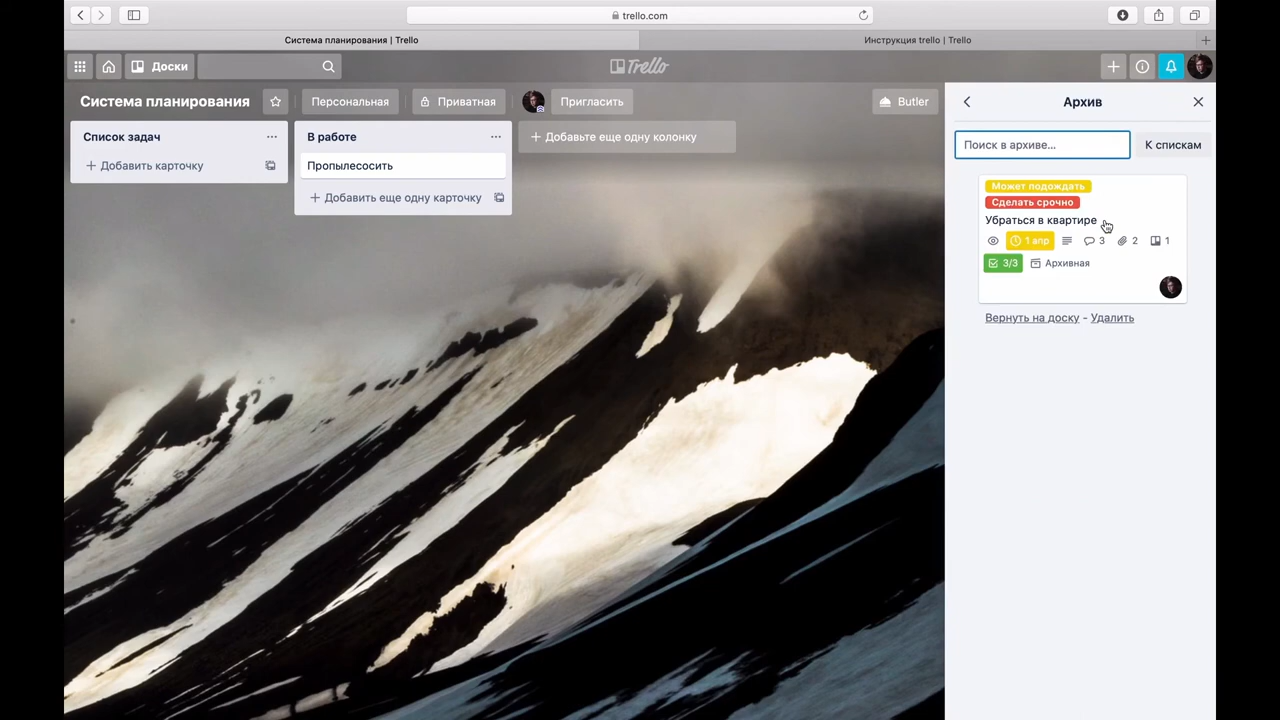 trello.com
Система планирования | Trello
Инструкция trello | Trello
Доски
Trello
Система планирования
Персональная
Приватная
Пригласить
Butler
Список задач
Добавить карточку
В работе
Пропылесосить
Добавить еще одну карточку
Добавьте еще одну колонку
Архив
Поиск в архиве...
К спискам
Может подождать
Сделать срочно
Убраться в квартире
1 апр 3 2 1
3/3 Архивная
Вернуть на доску - Удалить